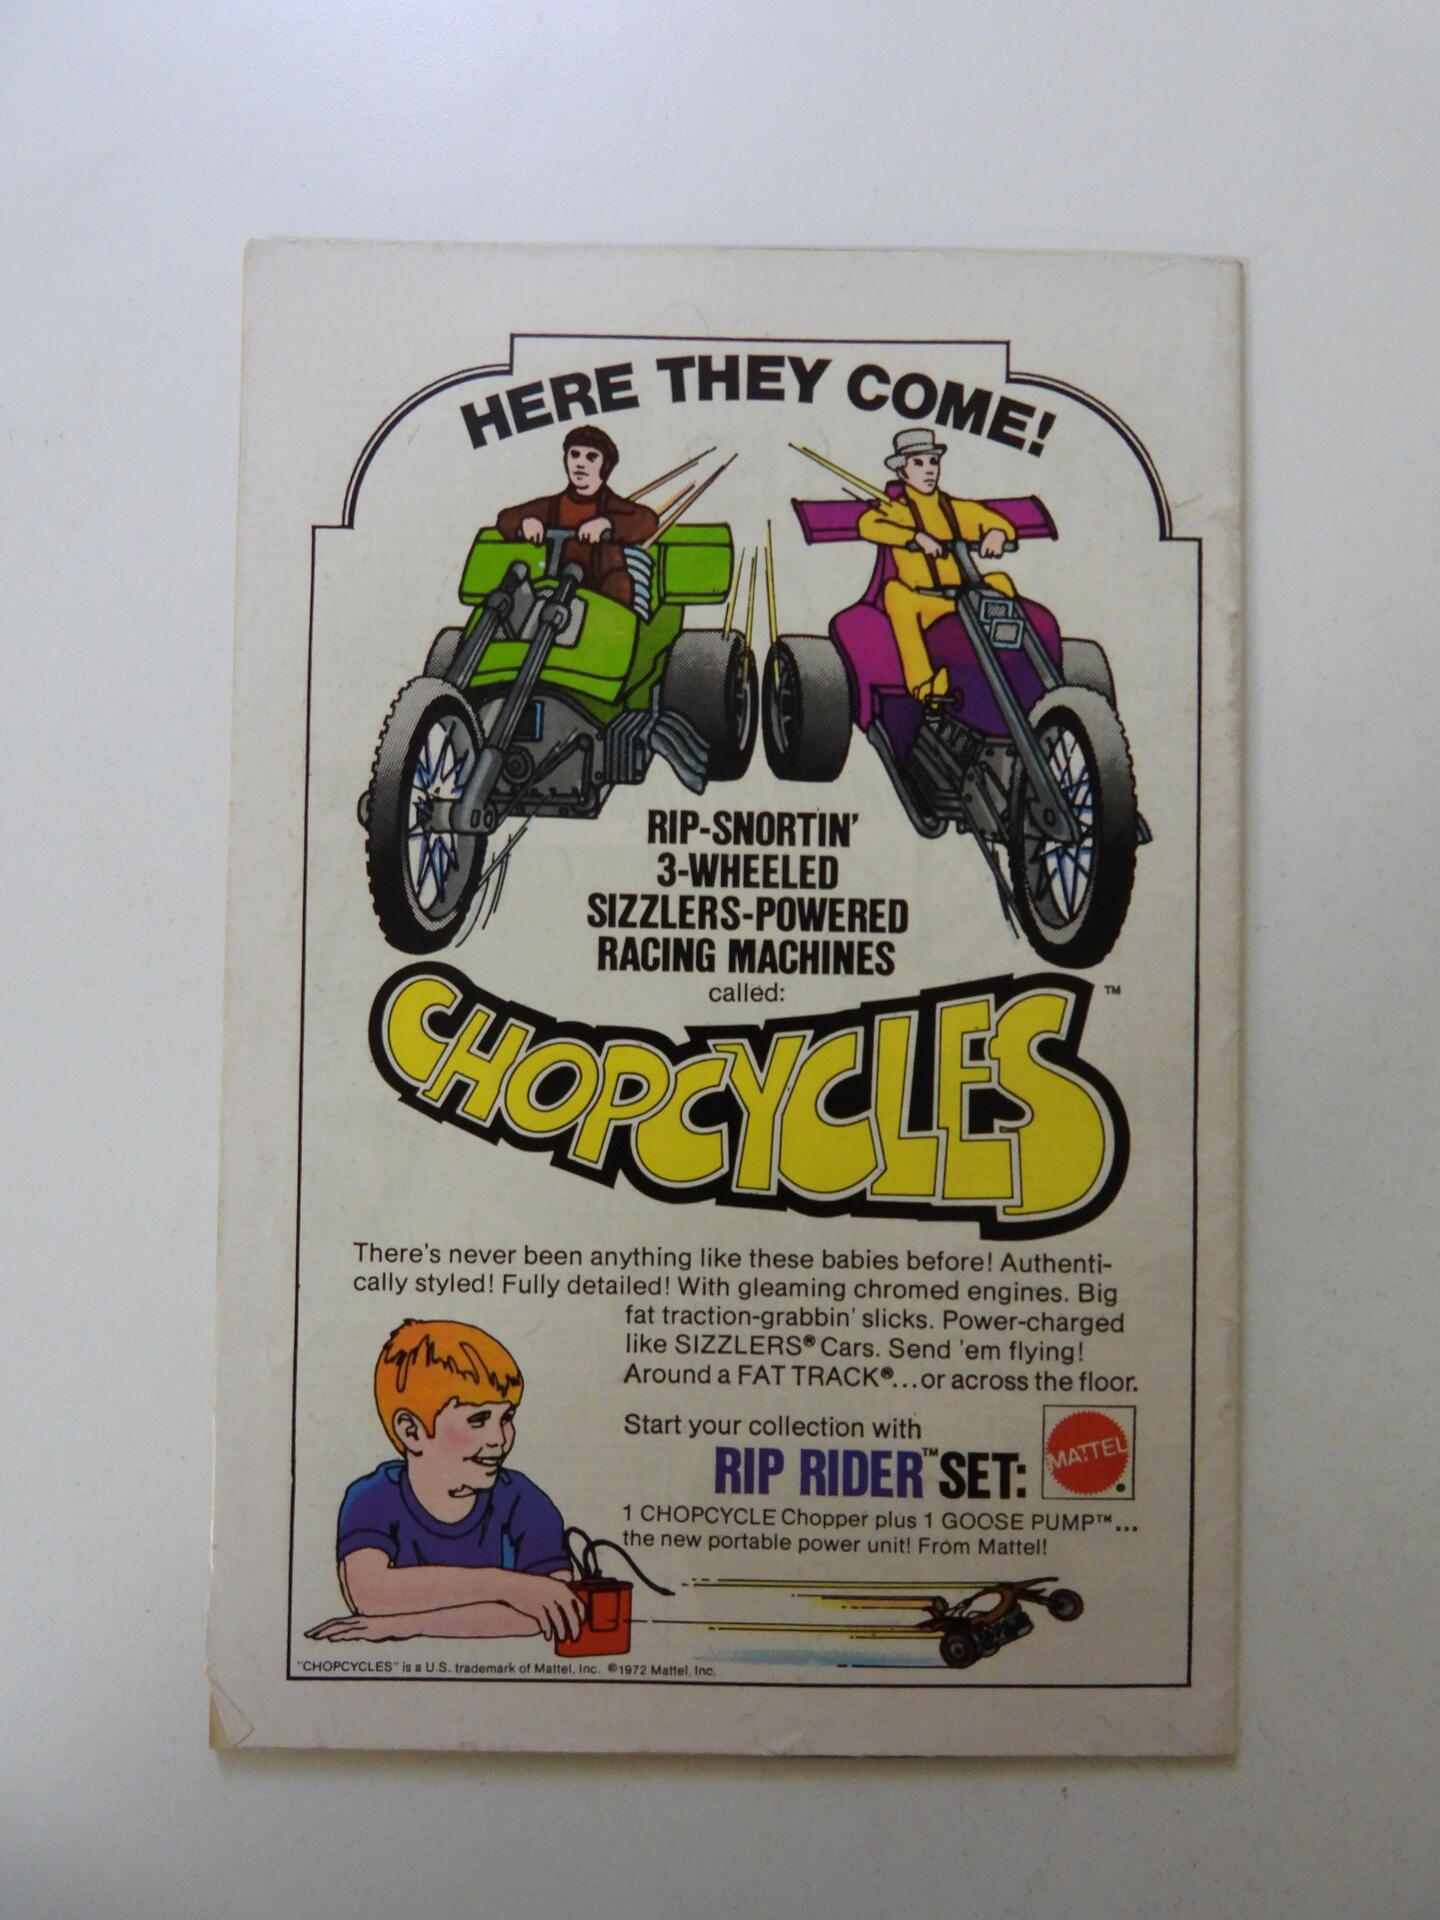 HERE THEY COME!
RIP-SNORTIN'
3-WHEELED
SIZZLERS-POWERED
RACING MACHINES
called:
CHOPCYCLES™
There's never been anything like these babies before! Authenti-
cally styled! Fully detailed! With gleaming chromed engines. Big
fat traction-grabbin' slicks. Power-charged
like SIZZLERS® Cars. Send 'em flying!
Around a FAT TRACK®...or across the floor.
Start your collection with
RIP RIDER™ SET:
MATTEL
1 CHOPCYCLE Chopper plus 1 GOOSE PUMP™...
the new portable power unit! From Mattel!
"CHOPCYCLES" is a U.S. trademark of Mattel, Inc. ©1972 Mattel, Inc.